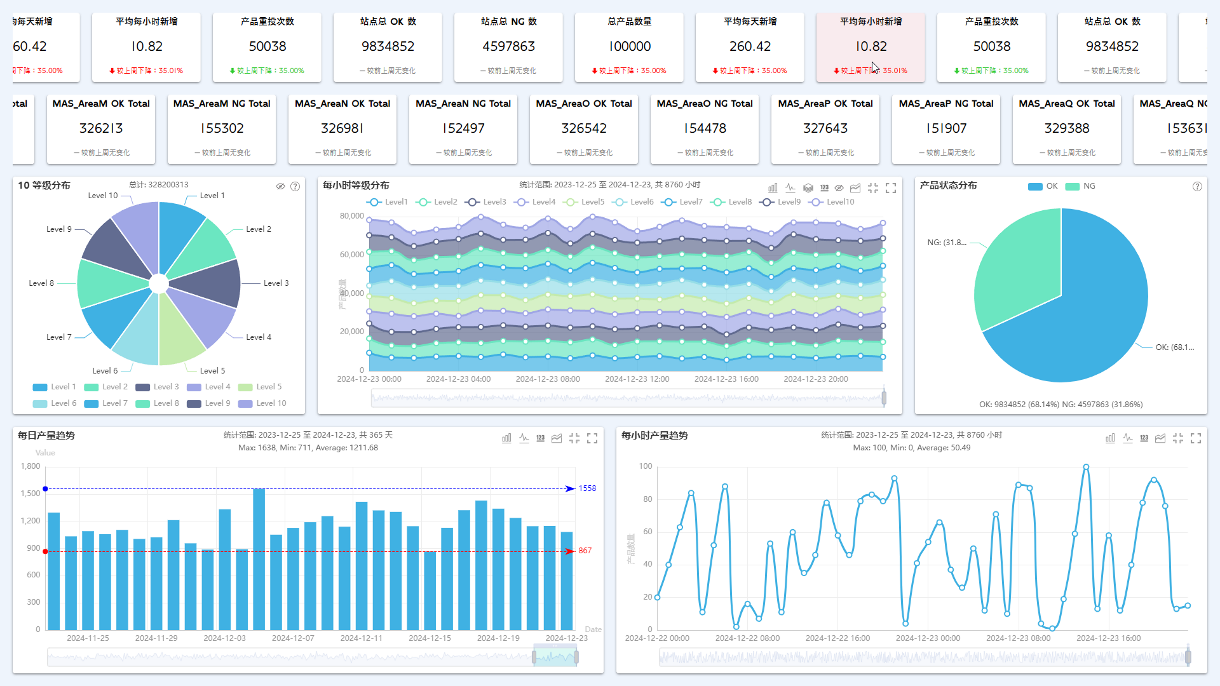 均每天新增
平均每小时新增
产品重投次数
站点总 OK 数
站点总 NG 数
总产品数量
平均每天新增
平均每小时新增
产品重投次数
站点总 OK 数
60.42
10.82
50038
9834852
4597863
100000
260.42
10.82
50038
9834852
周下降：35.00%
较上周下降：35.01%
较上周下降：35.00%
一 较前上周无变化
一 较前上周无变化
较上周下降：35.00%
较上周下降：35.00%
较上周下降：35.01%
较上周下降：35.00%
一 较前上周无变化
otal
MAS_AreaM OK Total
MAS_AreaM NG Total
MAS_AreaN OK Total
MAS_AreaN NG Total
MAS_AreaO OK Total
MAS_AreaO NG Total
MAS_AreaP OK Total
MAS_AreaP NG Total
MAS_AreaQ OK Total
MAS_AreaQ NG
326213
155302
326981
152497
326542
154478
327643
151907
329388
15363
一 较前上周无变化
一 较前上周无变化
一 较前上周无变化
一 较前上周无变化
一 较前上周无变化
一 较前上周无变化
一 较前上周无变化
一 较前上周无变化
一 较前上周无变化
一 较前上周
10 等级分布
总计: 328200313
Level 10
Level 1
Level 9
Level 2
Level 8
Level 3
Level 7
Level 4
Level 6
Level 5
Level 1
Level 2
Level 3
Level 4
Level 5
Level 6
Level 7
Level 8
Level 9
Level 10
每小时等级分布
统计范围: 2023-12-25 至 2024-12-23, 共 8760 小时
Level1
Level2
Level3
Level4
Level5
Level6
Level7
Level8
Level9
Level10
80,000
60,000
40,000
20,000
0
产品数量
2024-12-23 00:00
2024-12-23 04:00
2024-12-23 08:00
2024-12-23 12:00
2024-12-23 16:00
2024-12-23 20:00
产品状态分布
OK
NG
NG: (31.8...
OK: (68.1...
OK: 9834852 (68.14%) NG: 4597863 (31.86%)
每日产量趋势
统计范围: 2023-12-25 至 2024-12-23, 共 365 天
Max: 1638, Min: 711, Average: 1211.68
Value
1,800
1,500
1,200
900
600
300
0
1558
867
2024-11-25
2024-11-29
2024-12-03
2024-12-07
2024-12-11
2024-12-15
2024-12-19
2024-12-23
Date
每小时产量趋势
统计范围: 2023-12-25 至 2024-12-23, 共 8760 小时
Max: 100, Min: 0, Average: 50.49
100
80
60
40
20
0
产品数量
2024-12-22 00:00
2024-12-22 08:00
2024-12-22 16:00
2024-12-23 00:00
2024-12-23 08:00
2024-12-23 16:00